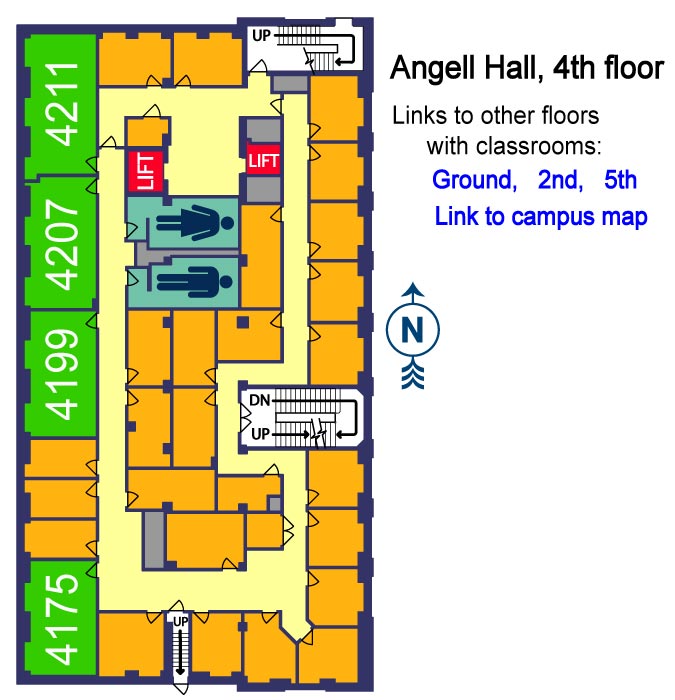 UP
Angell Hall, 4th floor
4211
Links to other floors
with classrooms:
LIFT
LIFT
Ground, 2nd, 5th
4207
Link to campus map
N
4199
DN
UP
4175
UP